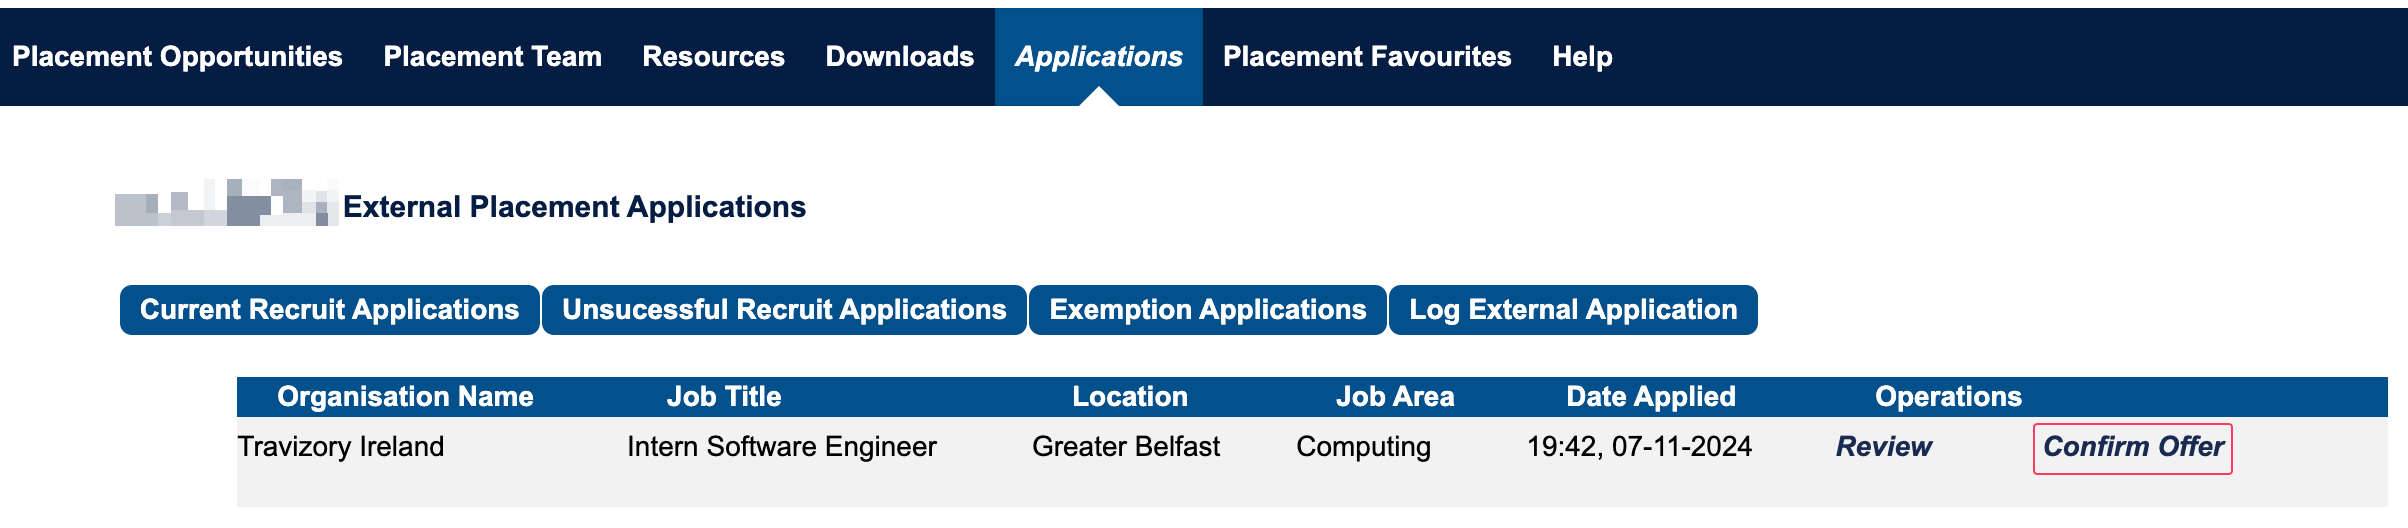 Placement Opportunities Placement Team Resources Downloads Applications Placement Favourites Help
External Placement Applications
Current Recruit Applications Unsucessful Recruit Applications Exemption Applications Log External Application
Organisation Name Job Title Location Job Area Date Applied Operations
Travizory Ireland Intern Software Engineer Greater Belfast Computing 19:42, 07-11-2024 Review Confirm Offer